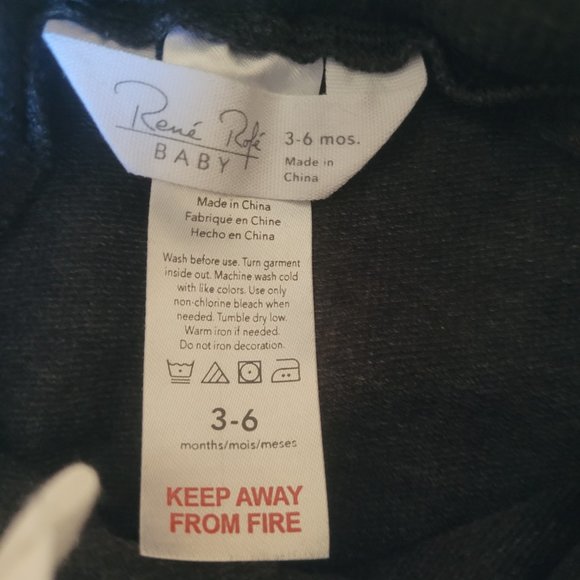 René Rofé
BABY
3-6 mos.
Made in
China
Made in China
Fabriqué en Chine
Hecho en China
Wash before use. Turn garment
inside out. Machine wash cold
with like colors. Use only
non-chlorine bleach when
needed. Tumble dry low.
Warm iron if needed.
Do not iron decoration.
3-6
months/mois/meses
KEEP AWAY
FROM FIRE